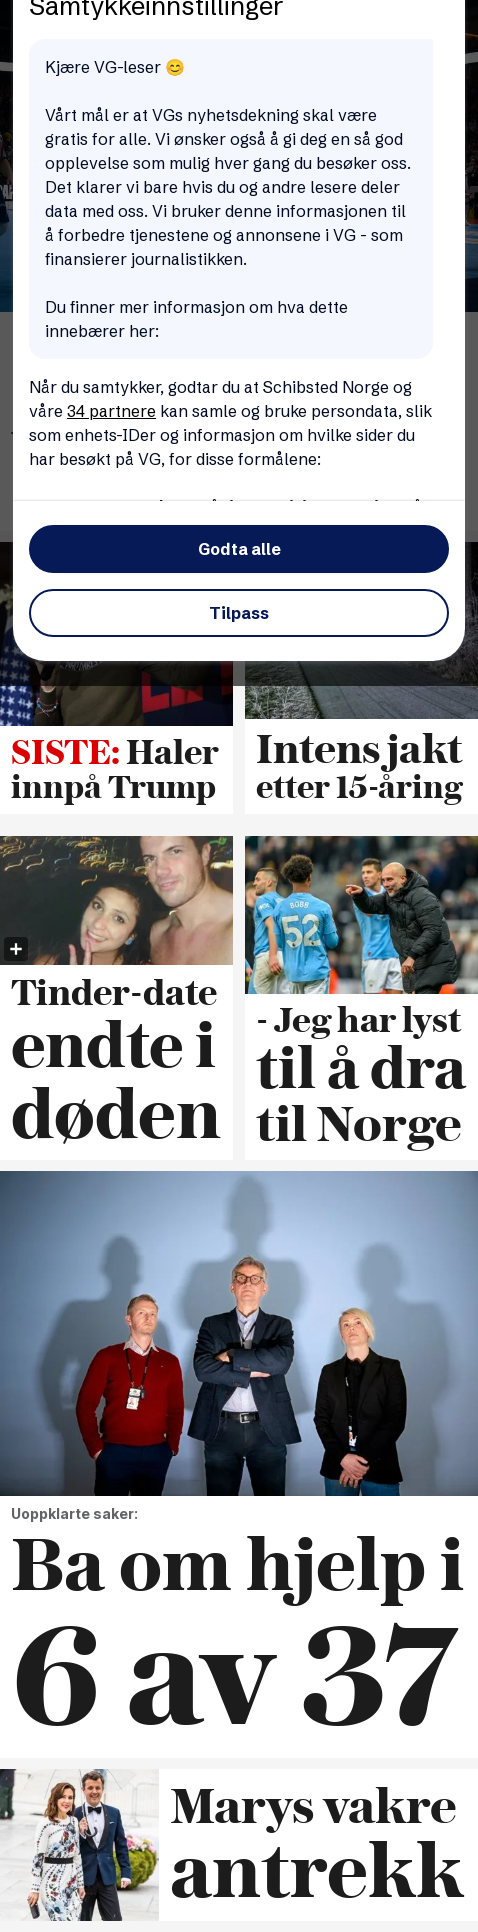 Samtykkeinnstillinger
Kjære VG-leser 😊
Vårt mål er at VGs nyhetsdekning skal være
gratis for alle. Vi ønsker også å gi deg en så god
opplevelse som mulig hver gang du besøker oss.
Det klarer vi bare hvis du og andre lesere deler
data med oss. Vi bruker denne informasjonen til
å forbedre tjenestene og annonsene i VG - som
finansierer journalistikken.
Du finner mer informasjon om hva dette
innebærer her:
Når du samtykker, godtar du at Schibsted Norge og
våre 34 partnere kan samle og bruke persondata, slik
som enhets-IDer og informasjon om hvilke sider du
har besøkt på VG, for disse formålene:
Godta alle
Tilpass
SISTE: Haler
innpå Trump
Intens jakt
etter 15-åring
BOBB
52
Tinder-date
endte i
døden
- Jeg har lyst
til å dra
til Norge
Uoppklarte saker:
Ba om hjelp i
6 av 37
Marys vakre
antrekk